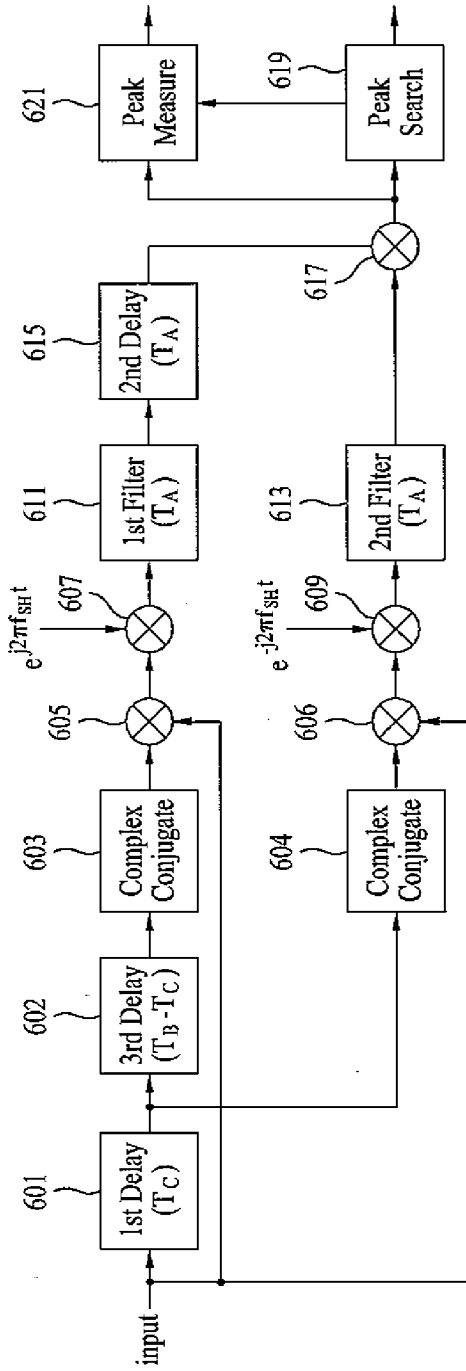 input
601
1st Delay
(T_C)
602
3rd Delay
(T_B -T_C)
603
Complex
Conjugate
605
e^j2πf_SH t
607
611
1st Filter
(T_A)
615
2nd Delay
(T_A)
621
Peak
Measure
604
Complex
Conjugate
606
e^-j2πf_SH t
609
613
2nd Filter
(T_A)
617
619
Peak
Search